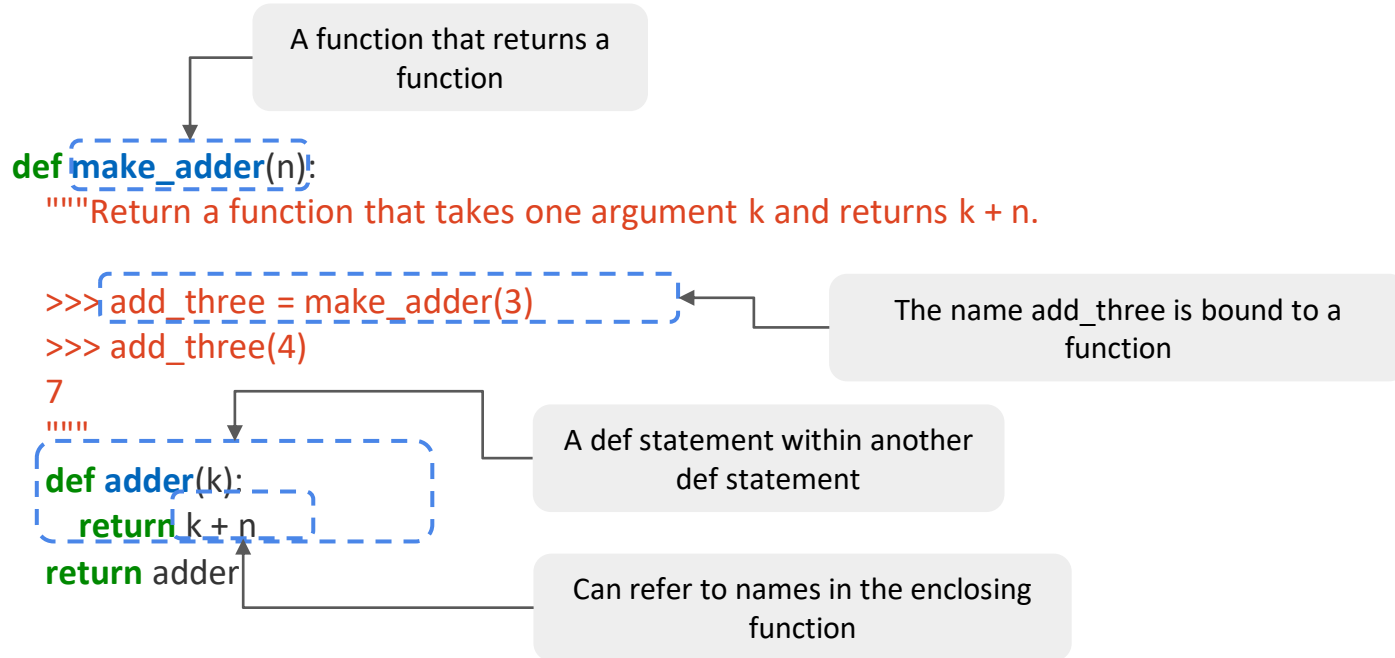 A function that returns a
function
def make_adder(n):
"""Return a function that takes one argument k and returns k + n.
>>> add_three = make_adder(3)
The name add_three is bound to a
function
>>> add_three(4)
7
"""
A def statement within another
def statement
def adder(k):
return k + n
return adder
Can refer to names in the enclosing
function